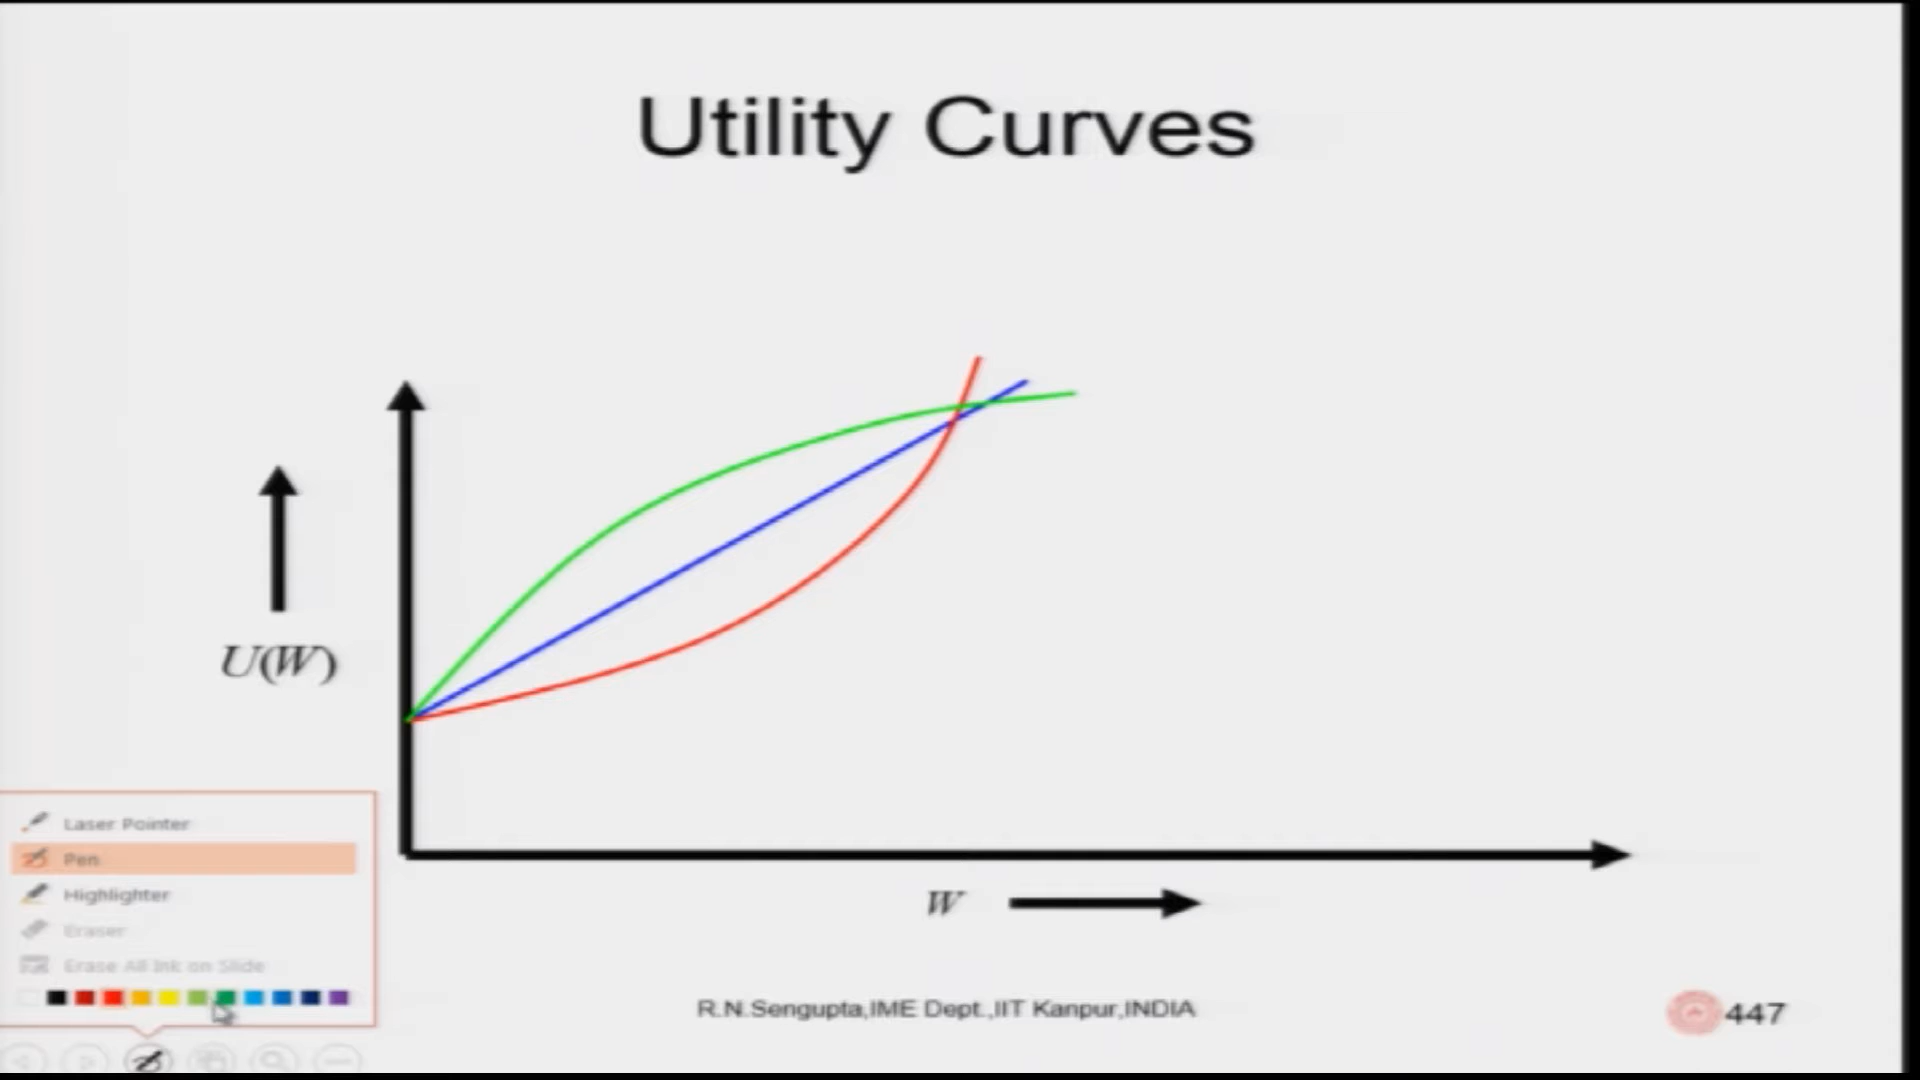 Utility Curves
U(W)
Laser Pointer
Pen
Highlighter
Eraser
Erase All Ink on Slide
W
R.N.Sengupta,IME Dept.,IIT Kanpur,INDIA
447